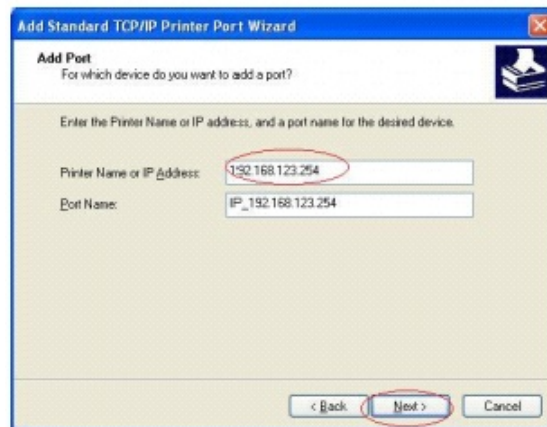 Add Standard TCP/IP Printer Port Wizard
Add Port
For which device do you want to add a port?
Enter the Printer Name or IP address, and a port name for the desired device.
Printer Name or IP Address: 192.168.123.254
Port Name: IP_192.168.123.254
< Back Next > Cancel